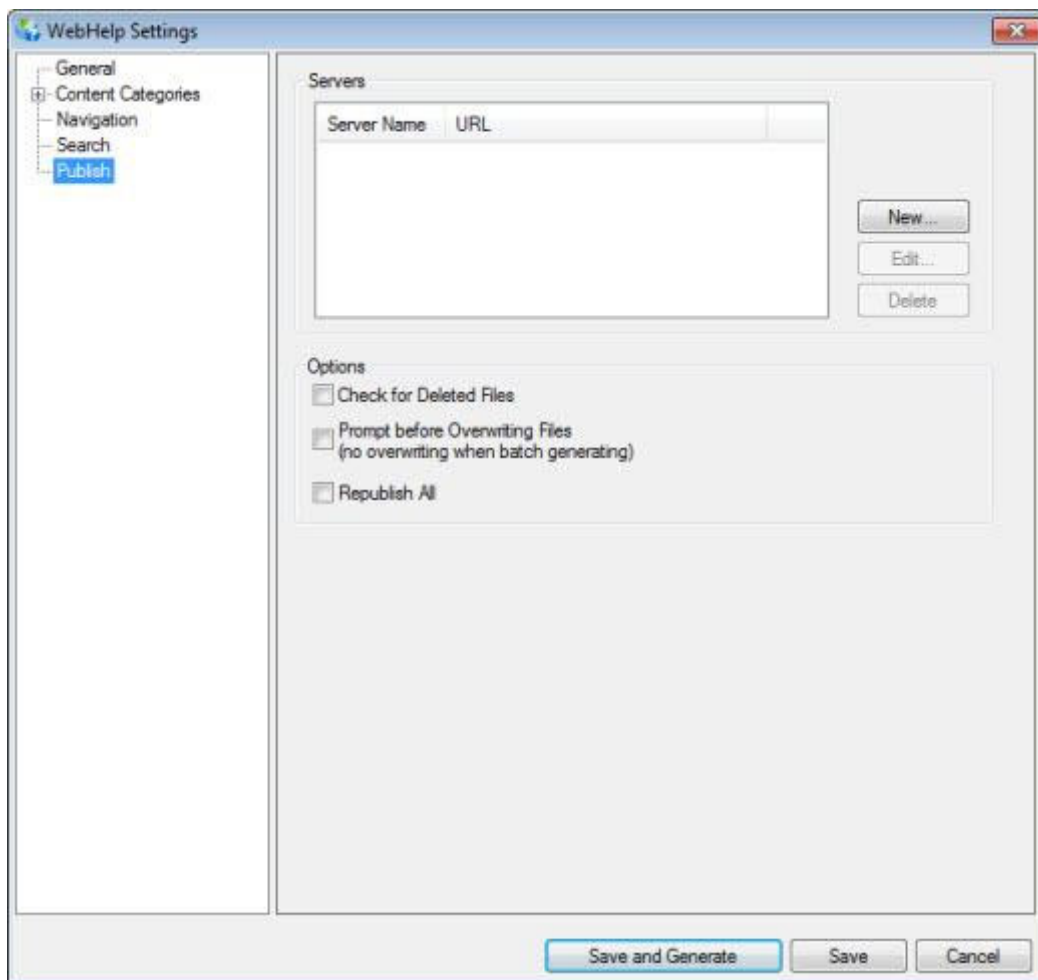 WebHelp Settings
General
Content Categories
Navigation
Search
Publish
Servers
Server Name URL
New...
Edit...
Delete
Options
Check for Deleted Files
Prompt before Overwriting Files
(no overwriting when batch generating)
Republish All
Save and Generate Save Cancel